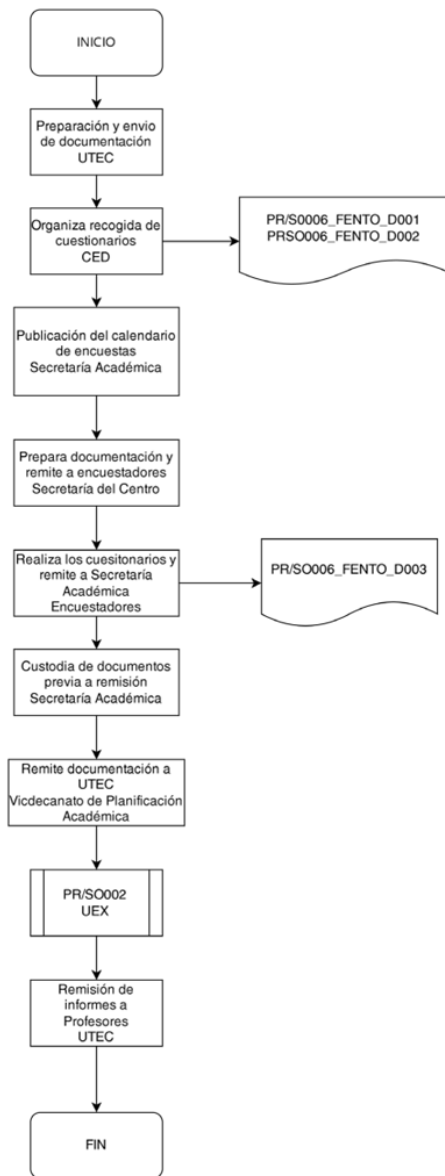 INICIO
Preparación y envio
de documentación
UTEC
Organiza recogida de
cuestionarios
CED
PR/S0006_FENTO_D001
PRSO006_FENTO_D002
Publicación del calendario
de encuestas
Secretaría Académica
Prepara documentación y
remite a encuestadores
Secretaría del Centro
Realiza los cuesitonarios y
remite a Secretaría
Académica
Encuestadores
PR/SO006_FENTO_D003
Custodia de documentos
previa a remisión
Secretaría Académica
Remite documentación a
UTEC
Vicdecanato de Planificación
Académica
PR/SO002
UEX
Remisión de
informes a
Profesores
UTEC
FIN